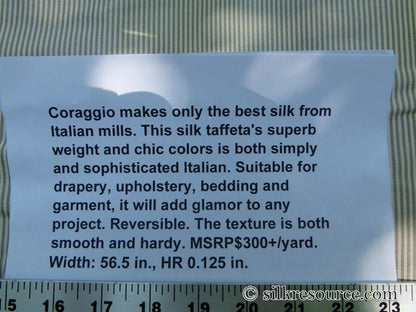 Coraggio makes only the best silk from
Italian mills. This silk taffeta's superb
weight and chic colors is both simply
and sophisticated Italian. Suitable for
drapery, upholstery, bedding and
garment, it will add glamor to any
project. Reversible. The texture is both
smooth and hardy. MSRP$300+/yard.
Width: 56.5 in., HR 0.125 in.
15 16 17 18 19 20 21 22 23
© silkresource.com